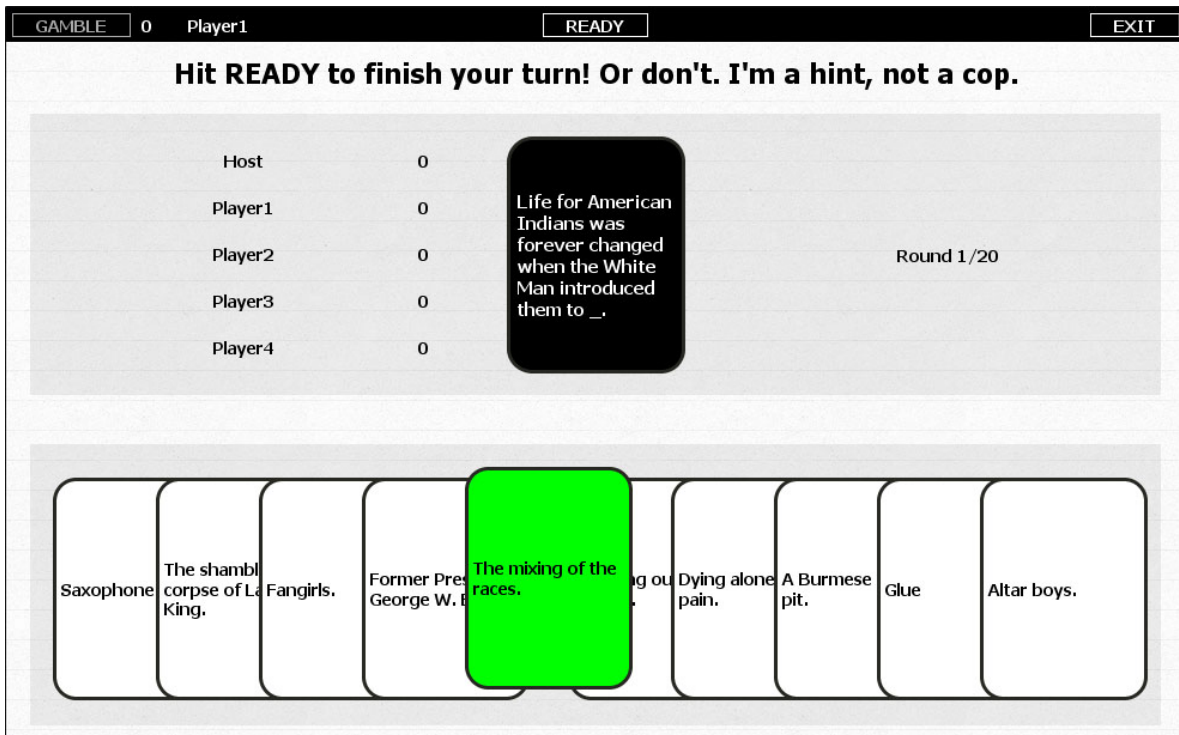 GAMBLE 0 Player1 READY EXIT
Hit READY to finish your turn! Or don't. I'm a hint, not a cop.
Host 0
Player1 0
Player2 0
Player3 0
Player4 0
Life for American
Indians was
forever changed
when the White
Man introduced
them to _.
Round 1/20
Saxophone
The shambl
corpse of La
King.
Fangirls.
Former Pres
George W.
The mixing of the
races.
Dying alone
pain.
A Burmese
pit.
Glue
Altar boys.